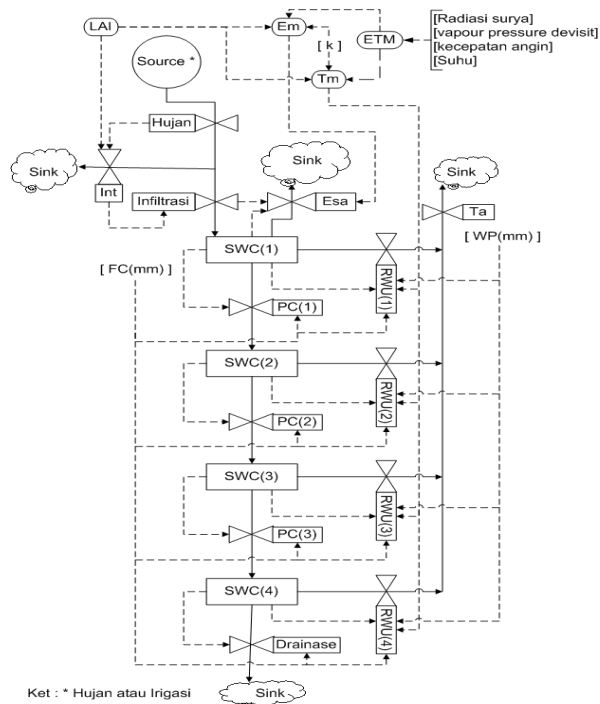 LAI
Em
[Radiasi surya]
[vapour pressure devisit]
[kecepatan angin]
[Suhu]
[ k ]
ETM
Source *
Tm
Hujan
Sink
Sink
Sink
Int
Infiltrasi
Esa
Ta
[ WP(mm) ]
SWC(1)
[ FC(mm) ]
RWU(1)
PC(1)
SWC(2)
RWU(2)
PC(2)
SWC(3)
RWU(3)
PC(3)
SWC(4)
RWU(4)
Drainase
Ket : * Hujan atau Irigasi
Sink